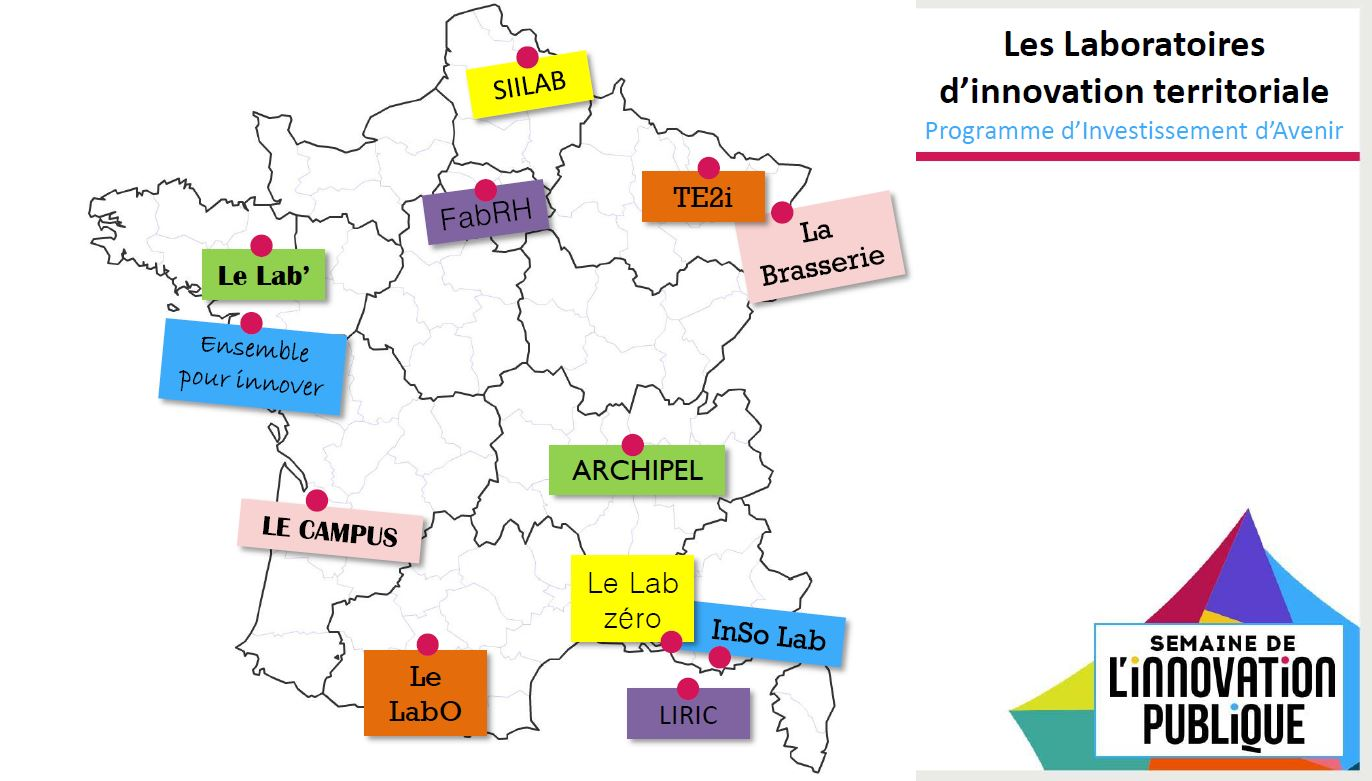 Les Laboratoires
d’innovation territoriale
Programme d’Investissement d’Avenir
SIILAB
TE2i
FabRH
La
Brasserie
Le Lab’
Ensemble
pour innover
ARCHIPEL
LE CAMPUS
Le Lab
zéro
InSo Lab
Le
LabO
LIRIC
SEMAINE DE
L’iNNOVATiON
PUBLiQUE